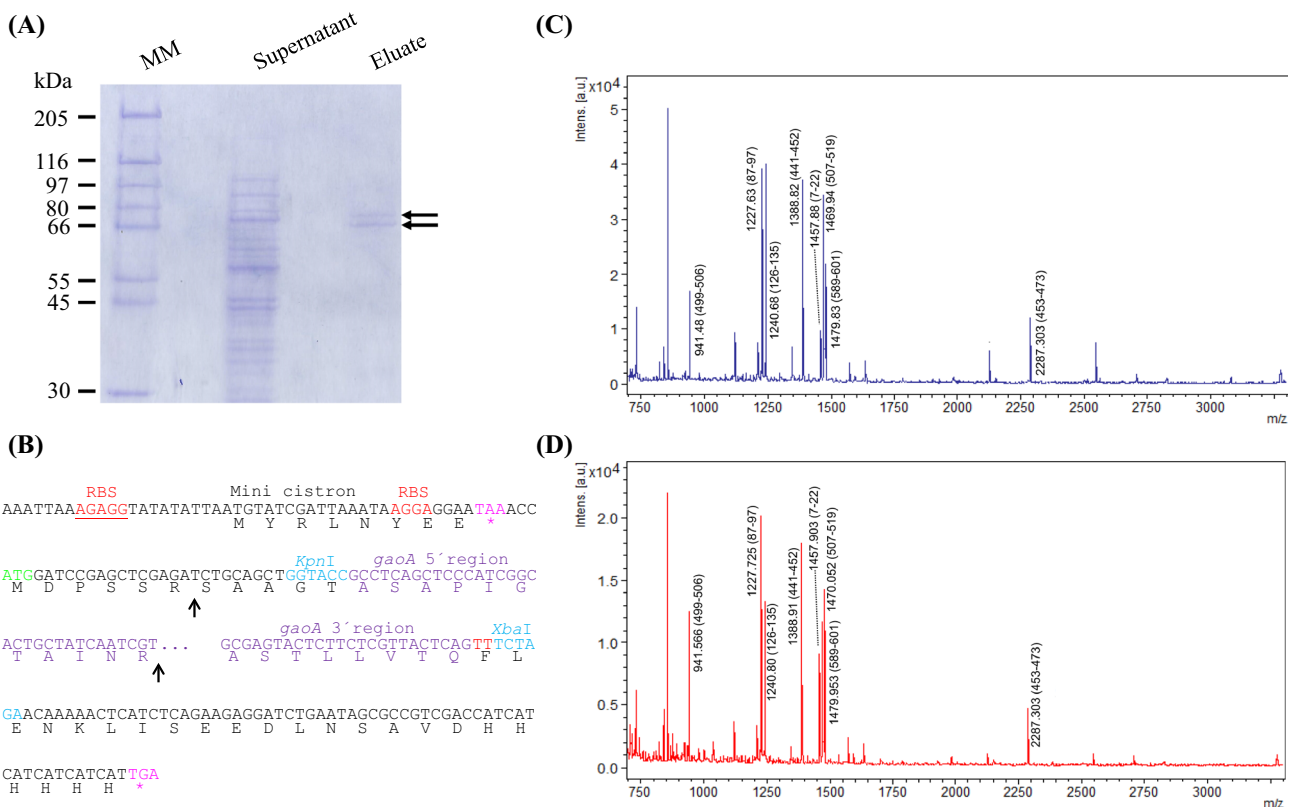 (A)
MM
Supernatant
Eluate
kDa
205
116
97
80
66
55
45
30
(B)
RBS Mini cistron RBS
AAATTAAAGAGGTATATATTAATGTATCGATTAAATAAGGAGGAATAAACC
M Y R L N Y E E *
KpnI gaoA 5´region
ATGGATCCGAGCTCGAGATCTGCAGCTGGTACCGCCTCAGCTCCCATCGGC
M D P S S R S A A G T A S A P I G
gaoA 3´region XbaI
ACTGCTATCAATCGT... GCGAGTACTCTTCTCGTTACTCAGTTTCTA
T A I N R A S T L L V T Q F L
GAACAAAAACTCATCTCAGAAGAGGATCTGAATAGCGCCGTCGACCATCAT
E N K L I S E E D L N S A V D H H
CATCATCATCATTGA
H H H H *
(C)
Intens. [a.u.]
x10⁴
5
4
3
2
1
0
941.48 (499-506)
1227.63 (87-97)
1240.68 (126-135)
1388.82 (441-452)
1457.88 (7-22)
1469.94 (507-519)
1479.83 (589-601)
2287.303 (453-473)
750 1000 1250 1500 1750 2000 2250 2500 2750 3000
m/z
(D)
Intens. [a.u.]
x10⁴
2.0
1.5
1.0
0.5
0.0
941.566 (499-506)
1227.725 (87-97)
1240.80 (126-135)
1388.91 (441-452)
1457.903 (7-22)
1470.052 (507-519)
1479.953 (589-601)
2287.303 (453-473)
750 1000 1250 1500 1750 2000 2250 2500 2750 3000
m/z